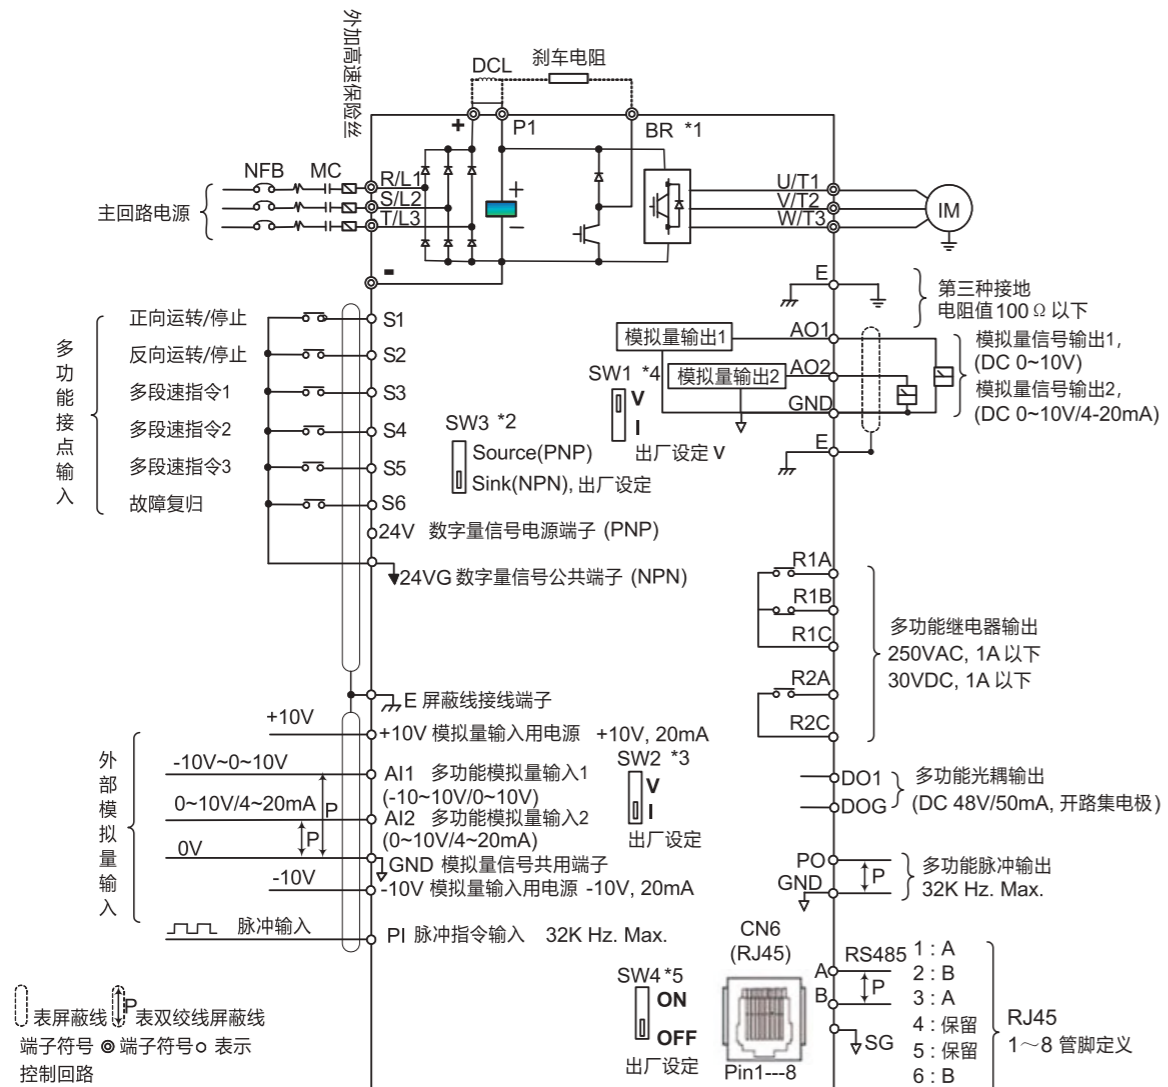 外加高速保险丝
DCL
刹车电阻
+
P1
BR *1
NFB
MC
R/L1
S/L2
T/L3
主回路电源
+
−
-
U/T1
V/T2
W/T3
IM
E
第三种接地
电阻值100 Ω 以下
多功能接点输入
正向运转/停止
S1
反向运转/停止
S2
多段速指令1
S3
多段速指令2
S4
多段速指令3
S5
故障复归
S6
24V 数字量信号电源端子 (PNP)
24VG 数字量信号公共端子 (NPN)
SW3 *2
Source(PNP)
Sink(NPN), 出厂设定
模拟量输出1
AO1
SW1 *4
模拟量输出2
AO2
V
I
GND
出厂设定 V
E
模拟量信号输出1,
(DC 0~10V)
模拟量信号输出2,
(DC 0~10V/4-20mA)
R1A
R1B
R1C
R2A
R2C
多功能继电器输出
250VAC, 1A 以下
30VDC, 1A 以下
E 屏蔽线接线端子
外部模拟量输入
+10V
+10V 模拟量输入用电源 +10V, 20mA
-10V~0~10V
AI1 多功能模拟量输入1
(-10~10V/0~10V)
0~10V/4~20mA
P
AI2 多功能模拟量输入2
(0~10V/4~20mA)
P
0V
GND 模拟量信号共用端子
-10V
-10V 模拟量输入用电源 -10V, 20mA
脉冲输入
PI 脉冲指令输入 32K Hz. Max.
SW2 *3
V
I
出厂设定
DO1
DOG
多功能光耦输出
(DC 48V/50mA, 开路集电极)
PO
GND
P
多功能脉冲输出
32K Hz. Max.
CN6
(RJ45)
SW4 *5
ON
OFF
出厂设定
Pin1---8
RS485
A
B
P
SG
1 : A
2 : B
3 : A
4 : 保留
5 : 保留
6 : B
RJ45
1～8 管脚定义
表屏蔽线
P
表双绞线屏蔽线
端子符号 ◎ 端子符号○ 表示
控制回路